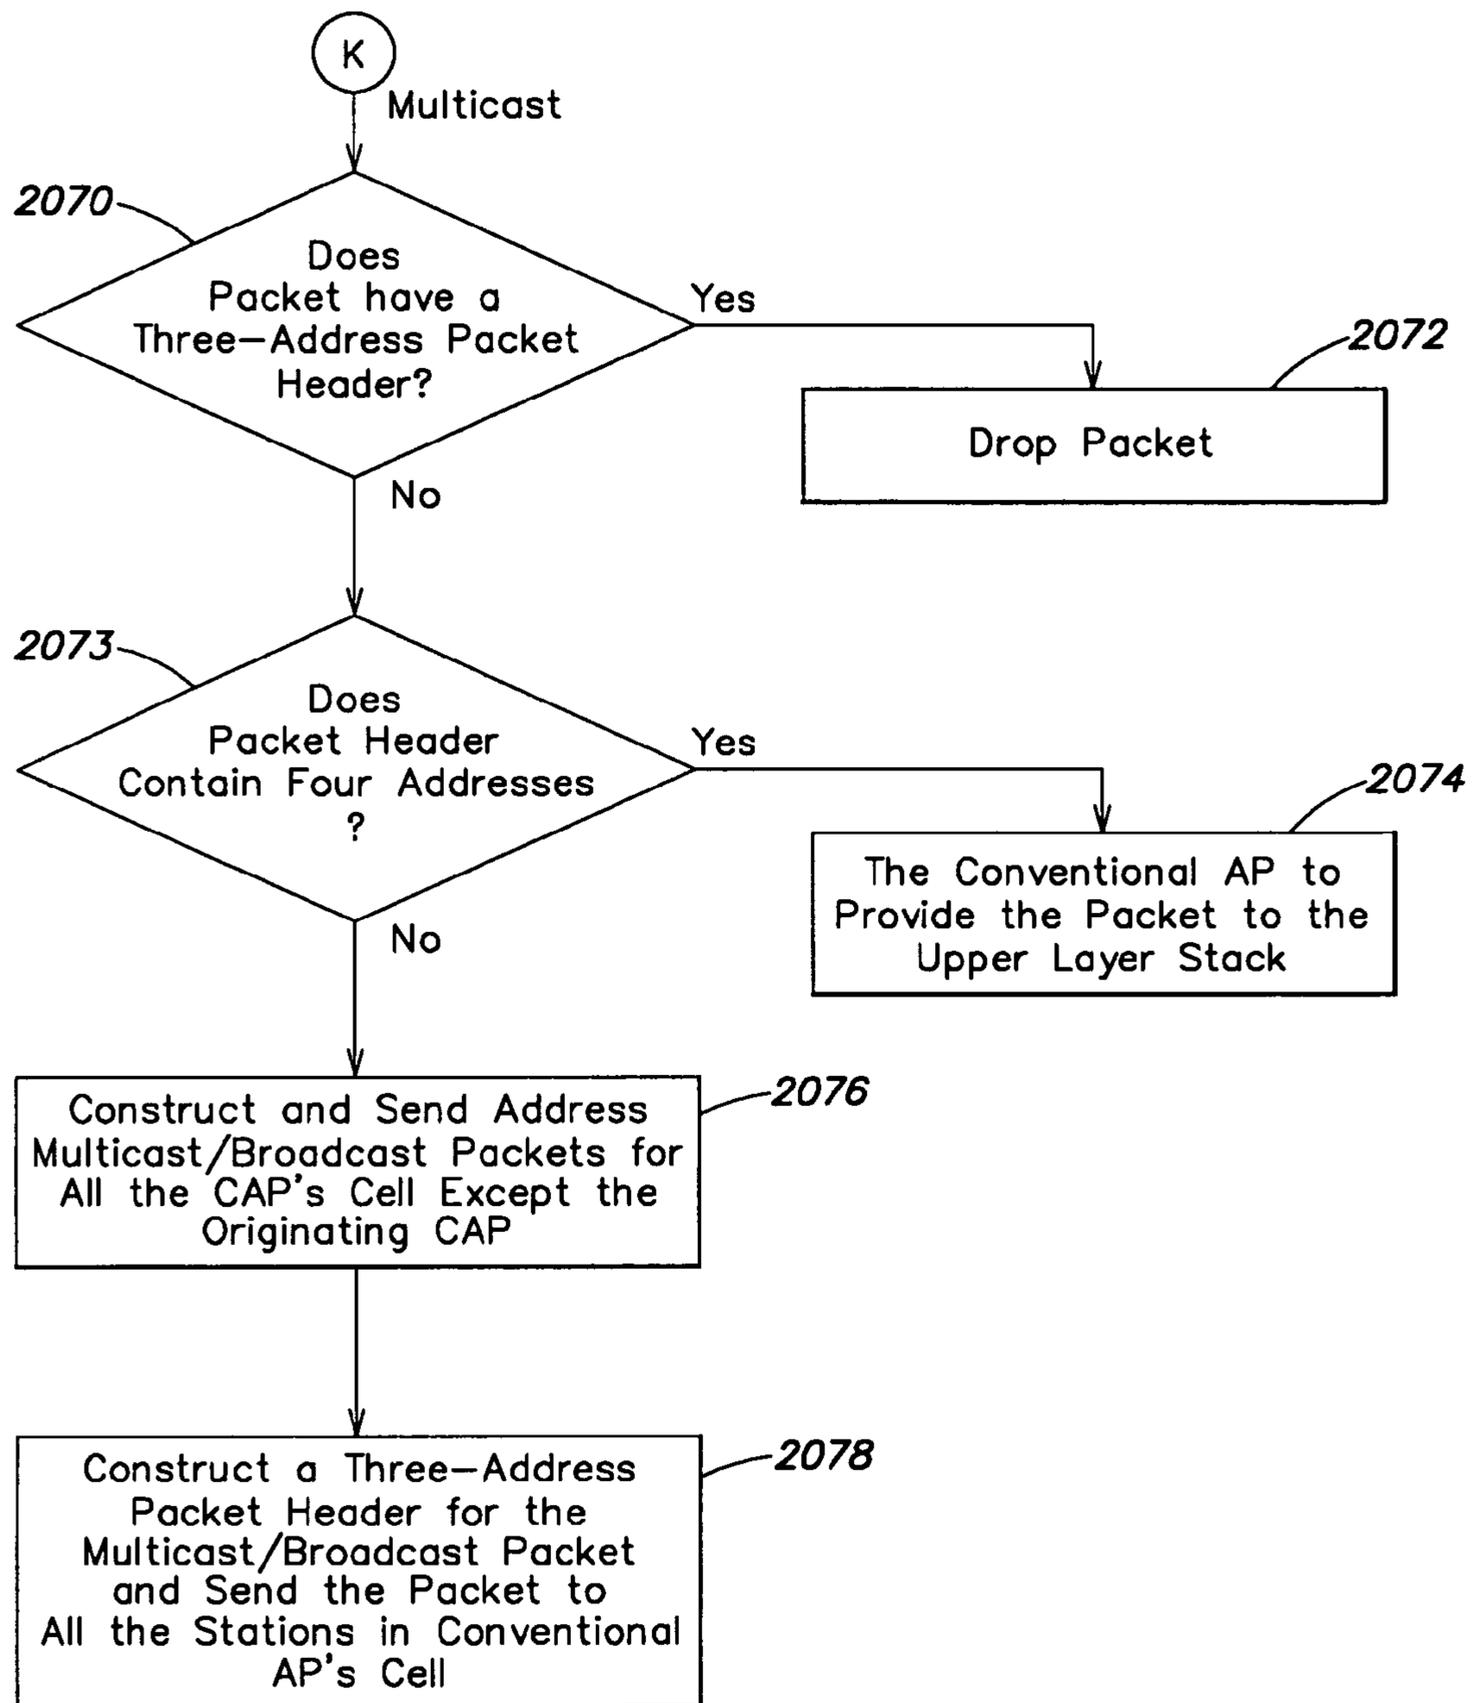 K
Multicast
2070
Does
Packet have a
Three-Address Packet
Header?
Yes
2072
Drop Packet
No
2073
Does
Packet Header
Contain Four Addresses
?
Yes
2074
The Conventional AP to
Provide the Packet to the
Upper Layer Stack
No
2076
Construct and Send Address
Multicast/Broadcast Packets for
All the CAP's Cell Except the
Originating CAP
2078
Construct a Three-Address
Packet Header for the
Multicast/Broadcast Packet
and Send the Packet to
All the Stations in Conventional
AP's Cell